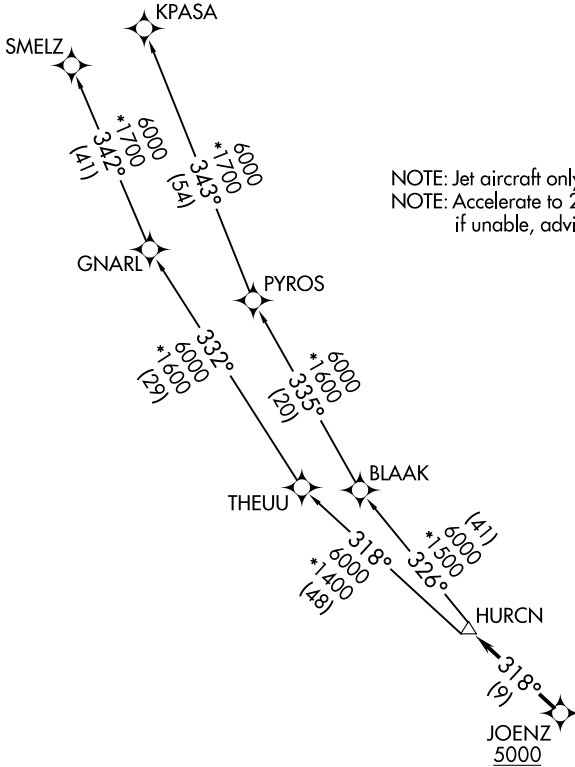 KPASA
SMELZ
6000
*1700
342°
(41)
6000
*1700
343°
(54)
NOTE: Jet aircraft only
NOTE: Accelerate to 2
if unable, advi
GNARL
PYROS
332°
6000
*1600
(29)
6000
*1600
335°
(20)
BLAAK
THEUU
318°
6000
*1400
(48)
(41)
6000
*1500
326°
HURCN
318°
(9)
JOENZ
5000